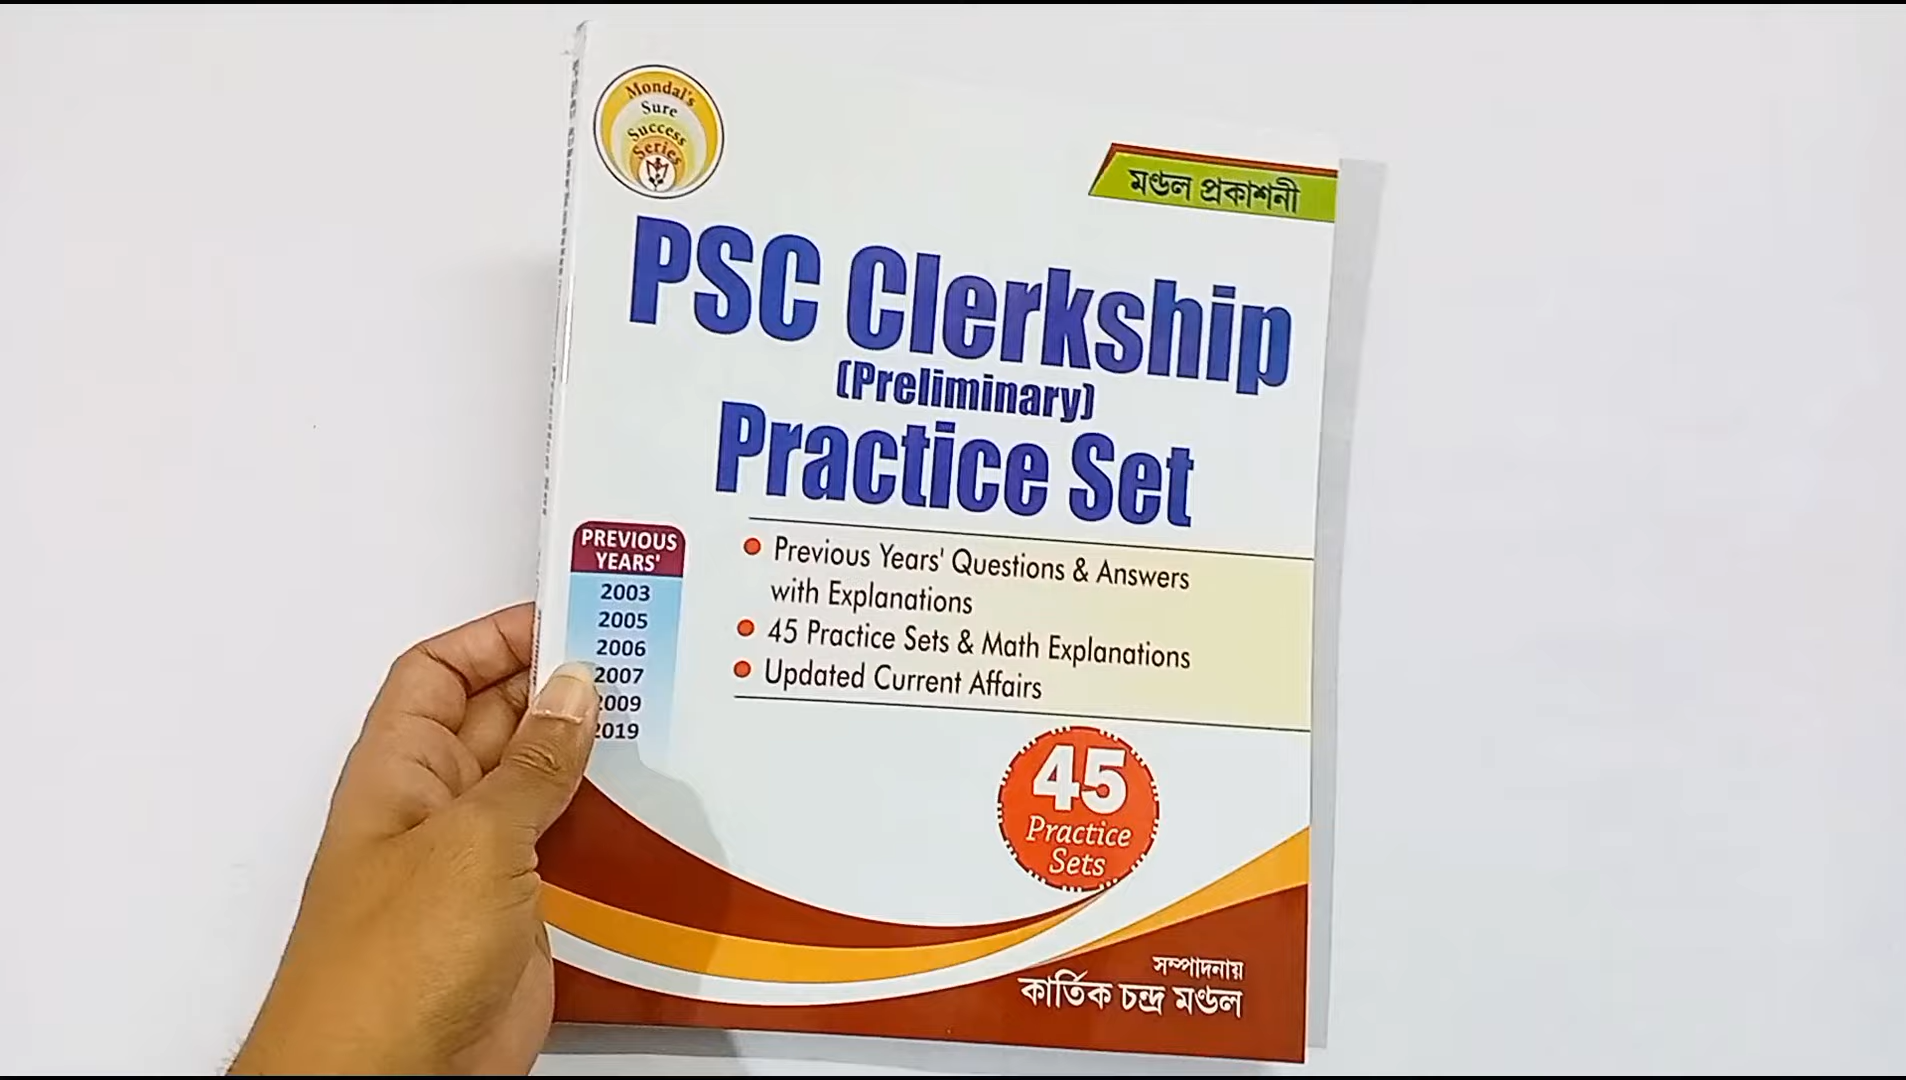 Mondal's
Sure
Success
Series
মণ্ডল প্রকাশনী
PSC Clerkship
(Preliminary)
Practice Set
PREVIOUS
YEARS'
2003
2005
2006
2007
2009
2019
Previous Years' Questions & Answers
with Explanations
45 Practice Sets & Math Explanations
Updated Current Affairs
45
Practice
Sets
সম্পাদনায়
কার্তিক চন্দ্র মণ্ডল